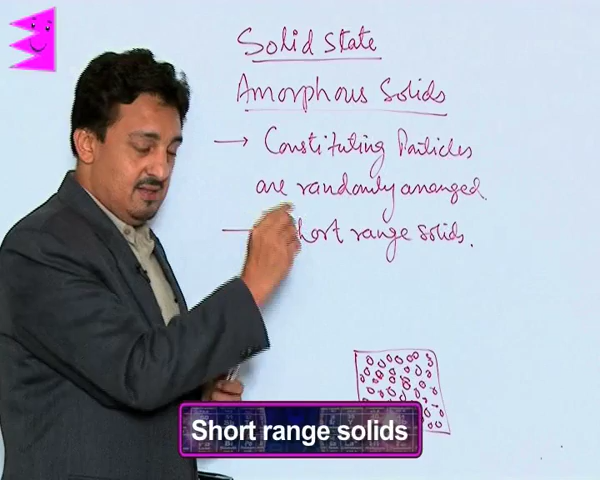 Solid state
Amorphous Solids
→ Constituting Particles
are randomly arranged.
short range solids.
Short range solids